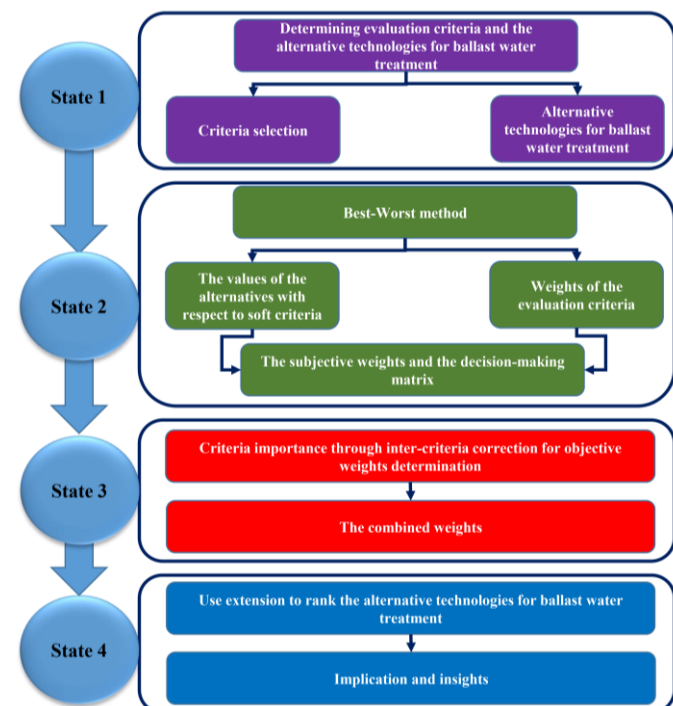 Determining evaluation criteria and the
alternative technologies for ballast water
treatment
State 1
Criteria selection
Alternative
technologies for ballast
water treatment
Best-Worst method
State 2
The values of the
alternatives with
respect to soft criteria
Weights of the
evaluation criteria
The subjective weights and the decision-making
matrix
State 3
Criteria importance through inter-criteria correction for objective
weights determination
The combined weights
State 4
Use extension to rank the alternative technologies for ballast water
treatment
Implication and insights